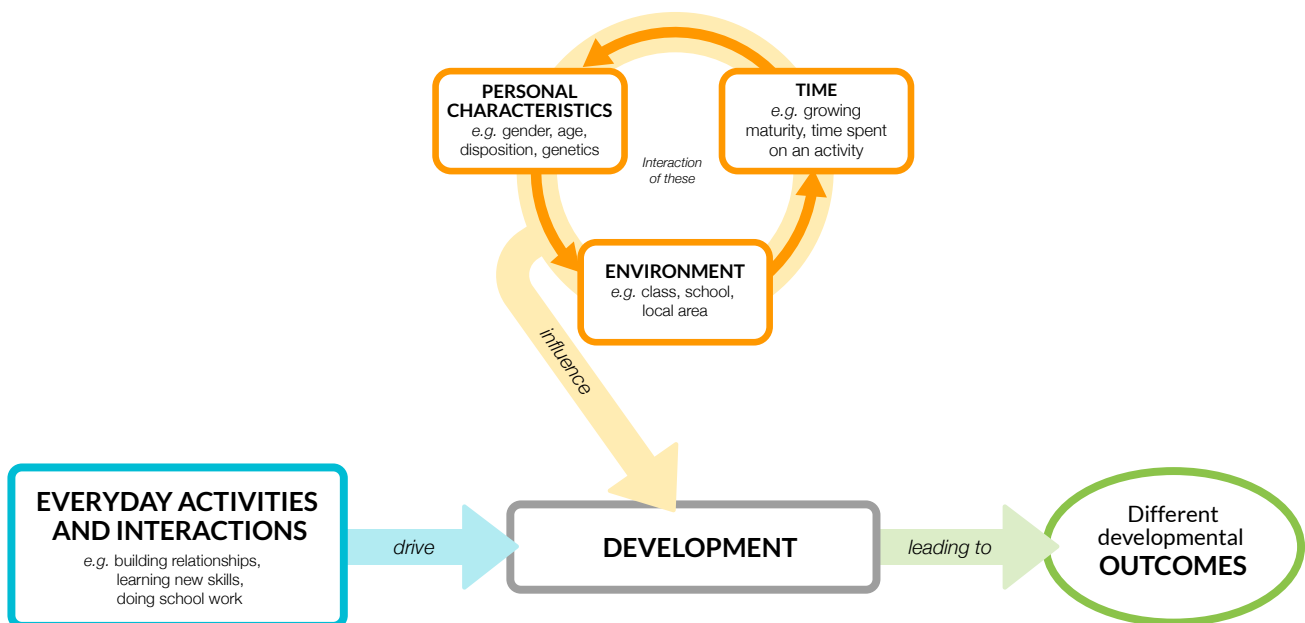 PERSONAL
CHARACTERISTICS
e.g. gender, age,
disposition, genetics
TIME
e.g. growing
maturity, time spent
on an activity
Interaction
of these
ENVIRONMENT
e.g. class, school,
local area
influence
EVERYDAY ACTIVITIES
AND INTERACTIONS
e.g. building relationships,
learning new skills,
doing school work
drive
DEVELOPMENT
leading to
Different
developmental
OUTCOMES